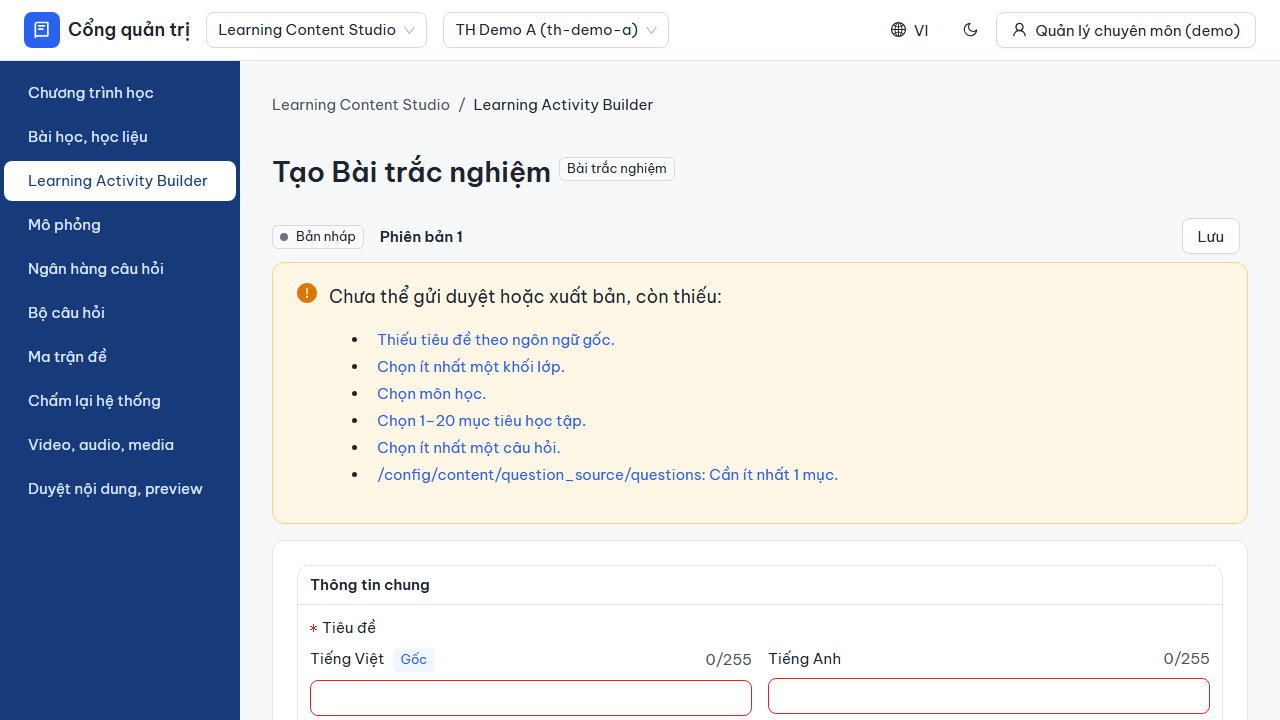 Cổng quản trị
Learning Content Studio
TH Demo A (th-demo-a)
VI
Quản lý chuyên môn (demo)
Chương trình học
Bài học, học liệu
Learning Activity Builder
Mô phỏng
Ngân hàng câu hỏi
Bộ câu hỏi
Ma trận đề
Chấm lại hệ thống
Video, audio, media
Duyệt nội dung, preview
Learning Content Studio / Learning Activity Builder
Tạo Bài trắc nghiệm
Bài trắc nghiệm
Bản nháp
Phiên bản 1
Lưu
Chưa thể gửi duyệt hoặc xuất bản, còn thiếu:
Thiếu tiêu đề theo ngôn ngữ gốc.
Chọn ít nhất một khối lớp.
Chọn môn học.
Chọn 1–20 mục tiêu học tập.
Chọn ít nhất một câu hỏi.
/config/content/question_source/questions: Cần ít nhất 1 mục.
Thông tin chung
* Tiêu đề
Tiếng Việt Gốc 0/255
Tiếng Anh 0/255